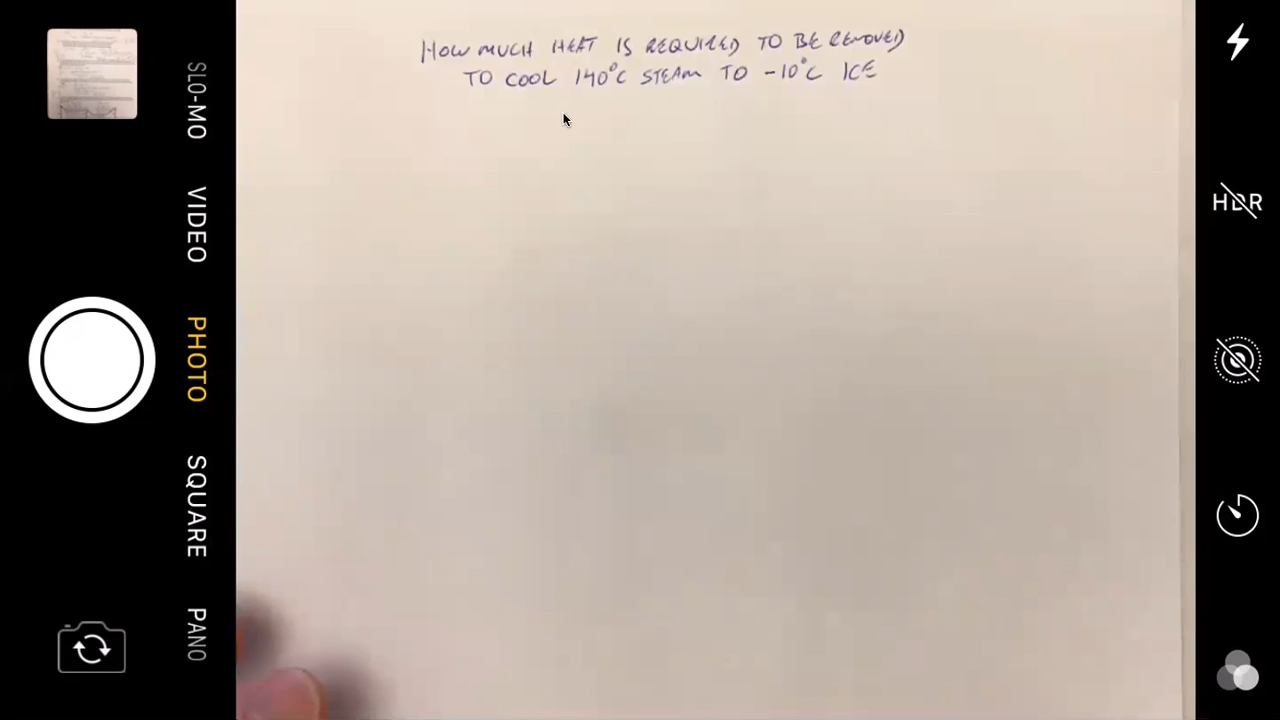 HOW MUCH HEAT IS REQUIRED TO BE REMOVED
TO COOL 140°C STEAM TO -10°C ICE
SLO-MO
VIDEO
PHOTO
SQUARE
PANO
HDR